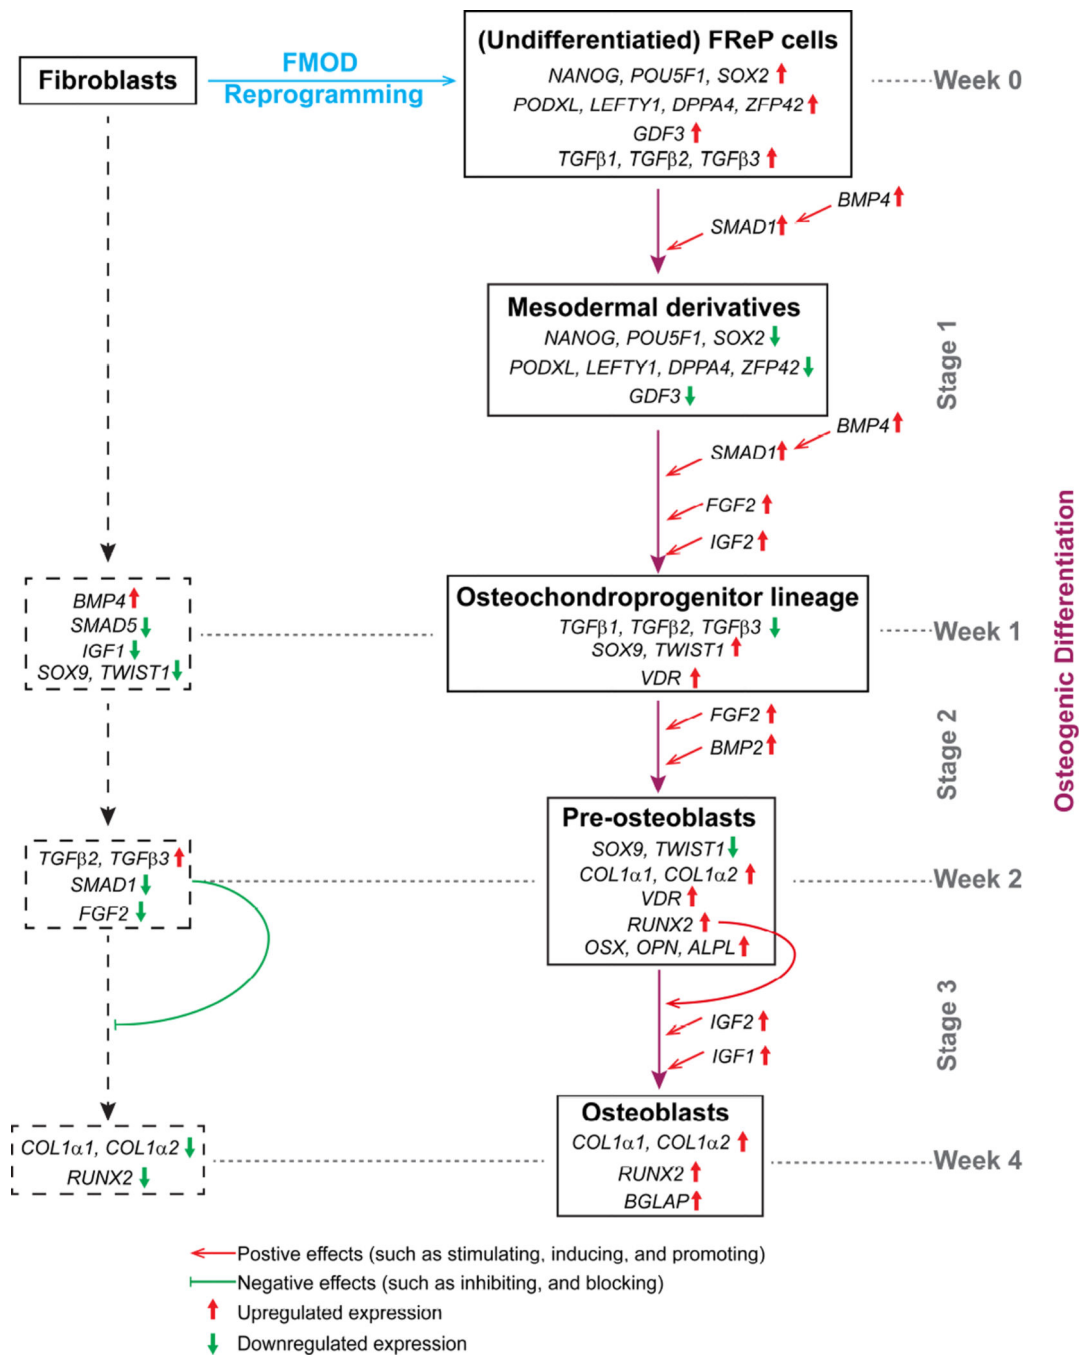 (Undifferentiatied) FReP cells
NANOG, POU5F1, SOX2
PODXL, LEFTY1, DPPA4, ZFP42
GDF3
TGFβ1, TGFβ2, TGFβ3
Fibroblasts
FMOD
Reprogramming
Week 0
BMP4
SMAD1
Mesodermal derivatives
NANOG, POU5F1, SOX2
PODXL, LEFTY1, DPPA4, ZFP42
GDF3
Stage 1
BMP4
SMAD1
FGF2
IGF2
Osteogenic Differentiation
BMP4
SMAD5
IGF1
SOX9, TWIST1
Osteochondroprogenitor lineage
TGFβ1, TGFβ2, TGFβ3
SOX9, TWIST1
VDR
Week 1
FGF2
BMP2
Stage 2
TGFβ2, TGFβ3
SMAD1
FGF2
Pre-osteoblasts
SOX9, TWIST1
COL1α1, COL1α2
VDR
RUNX2
OSX, OPN, ALPL
Week 2
IGF2
IGF1
Stage 3
COL1α1, COL1α2
RUNX2
Osteoblasts
COL1α1, COL1α2
RUNX2
BGLAP
Week 4
Postive effects (such as stimulating, inducing, and promoting)
Negative effects (such as inhibiting, and blocking)
Upregulated expression
Downregulated expression